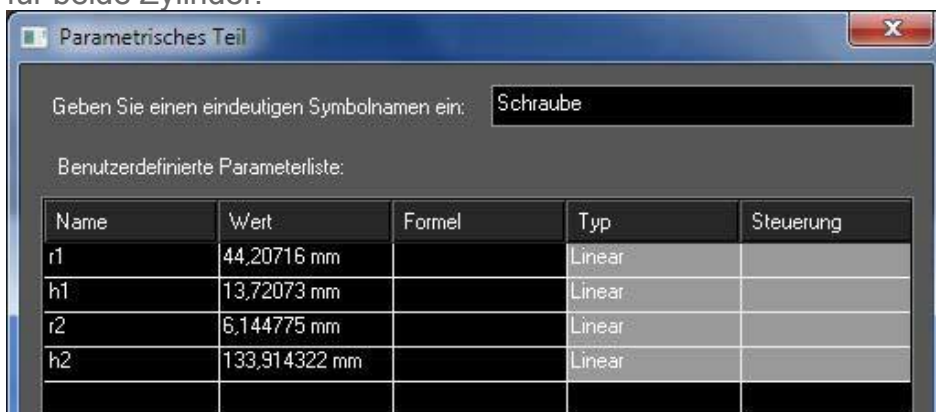 für beide Zylinder:
Parametrisches Teil
Geben Sie einen eindeutigen Symbolnamen ein: Schraube
Benutzerdefinierte Parameterliste:
Name Wert Formel Typ Steuerung
r1 44,20716 mm Linear
h1 13,72073 mm Linear
r2 6,144775 mm Linear
h2 133,914322 mm Linear